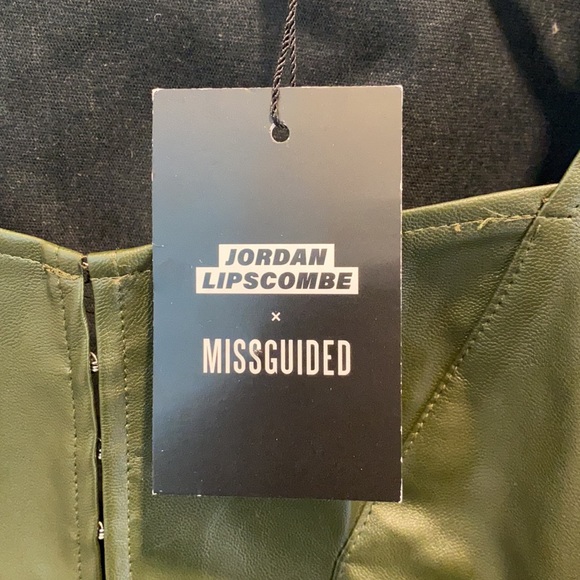 JORDAN
LIPSCOMBE
×
MISSGUIDED